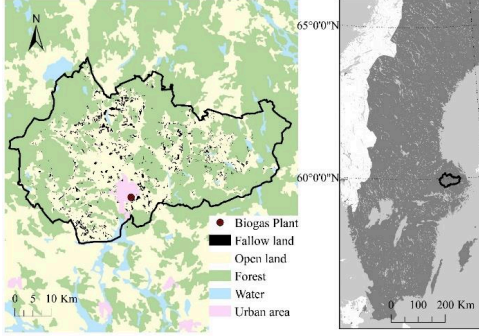 N
Biogas Plant
Fallow land
Open land
Forest
Water
Urban area
0 5 10 Km
65°0'0"N
60°0'0"N
0 100 200 Km